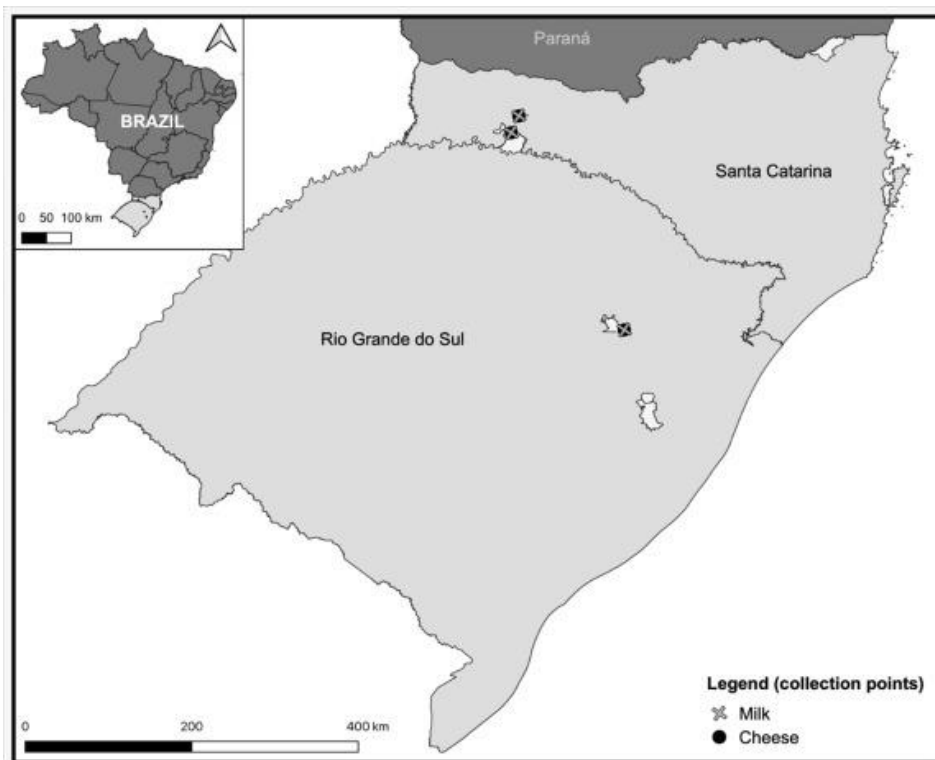 Paraná
BRAZIL
0 50 100 km
Santa Catarina
Rio Grande do Sul
0 200 400 km
Legend (collection points)
Milk
Cheese